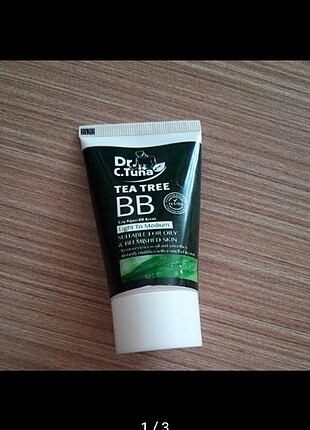 Dr.
C.Tuna
TEA TREE
BB
Çay Ağacı BB Krem
Light To Medium
SUITABLE FOR OILY
& BLEMISHED SKIN
1 / 3